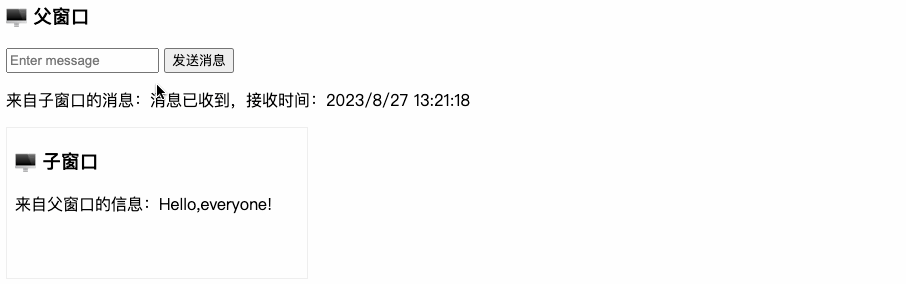 🖥️ 父窗口
Enter message 发送消息
来自子窗口的消息：消息已收到，接收时间：2023/8/27 13:21:18
🖥️ 子窗口
来自父窗口的信息：Hello,everyone!